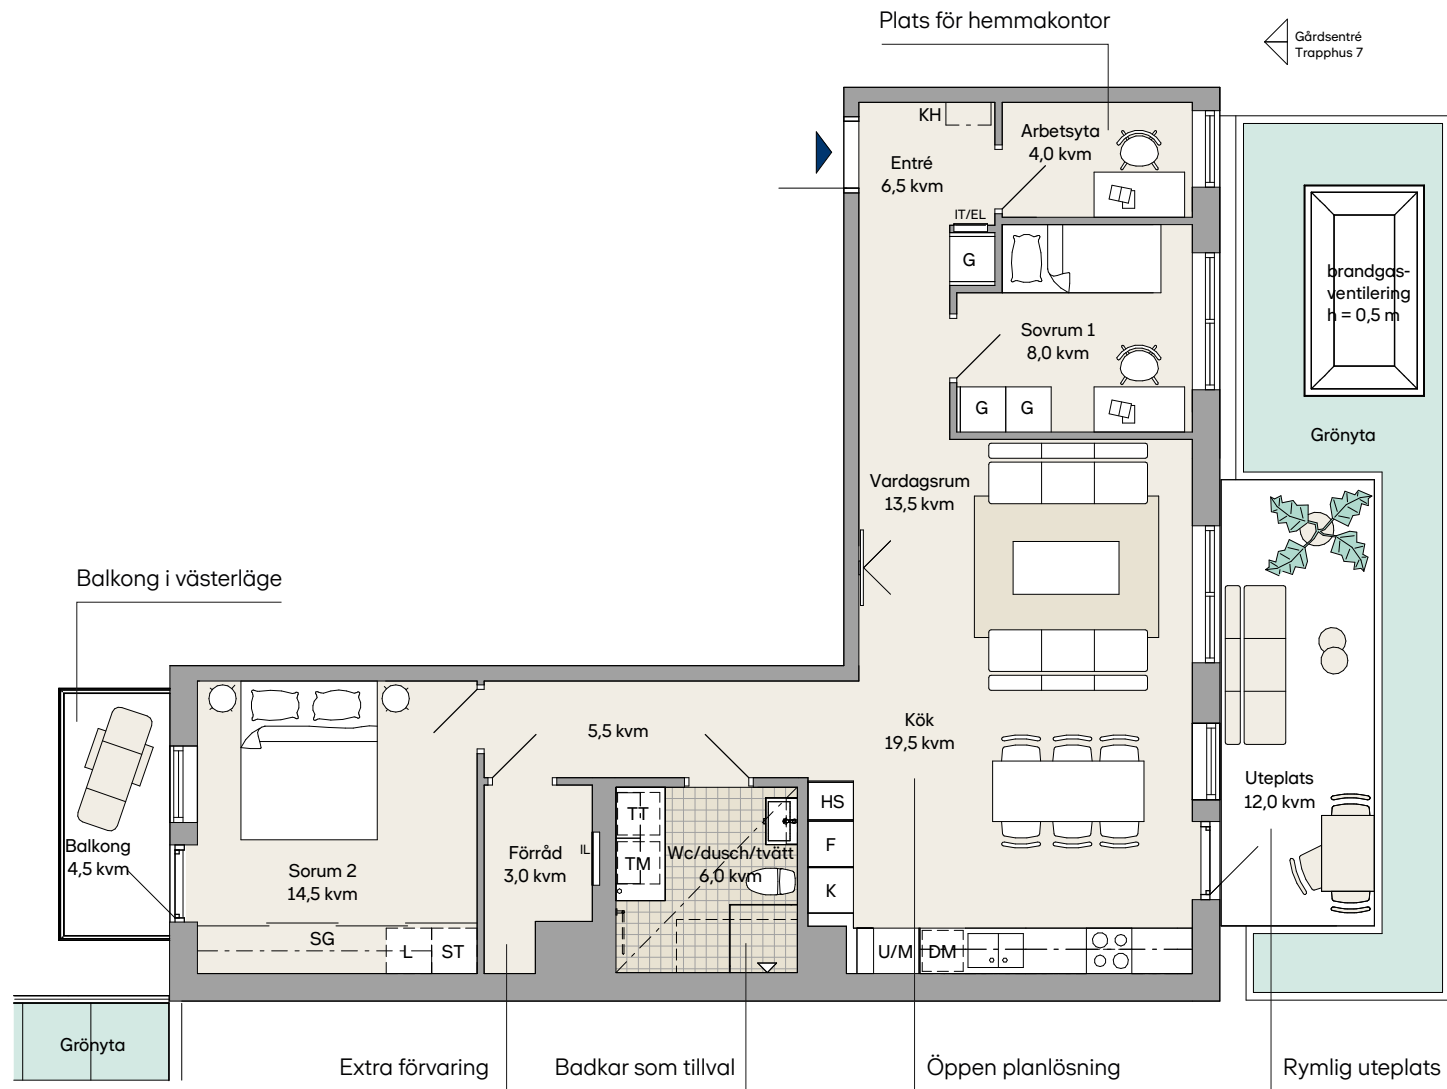 Plats för hemmakontor
Gårdsentré
Trapphus 7
KH
Arbetsyta
4,0 kvm
Entré
6,5 kvm
IT/EL
G
brandgas-
ventilering
h = 0,5 m
Sovrum 1
8,0 kvm
G
G
Grönyta
Vardagsrum
13,5 kvm
Balkong i västerläge
Kök
19,5 kvm
5,5 kvm
Uteplats
12,0 kvm
HS
TT
Balkong
4,5 kvm
F
IL
Förråd
3,0 kvm
TM
Wc/dusch/tvätt
6,0 kvm
Sorum 2
14,5 kvm
K
SG
L
ST
U/M
DM
Grönyta
Extra förvaring
Badkar som tillval
Öppen planlösning
Rymlig uteplats